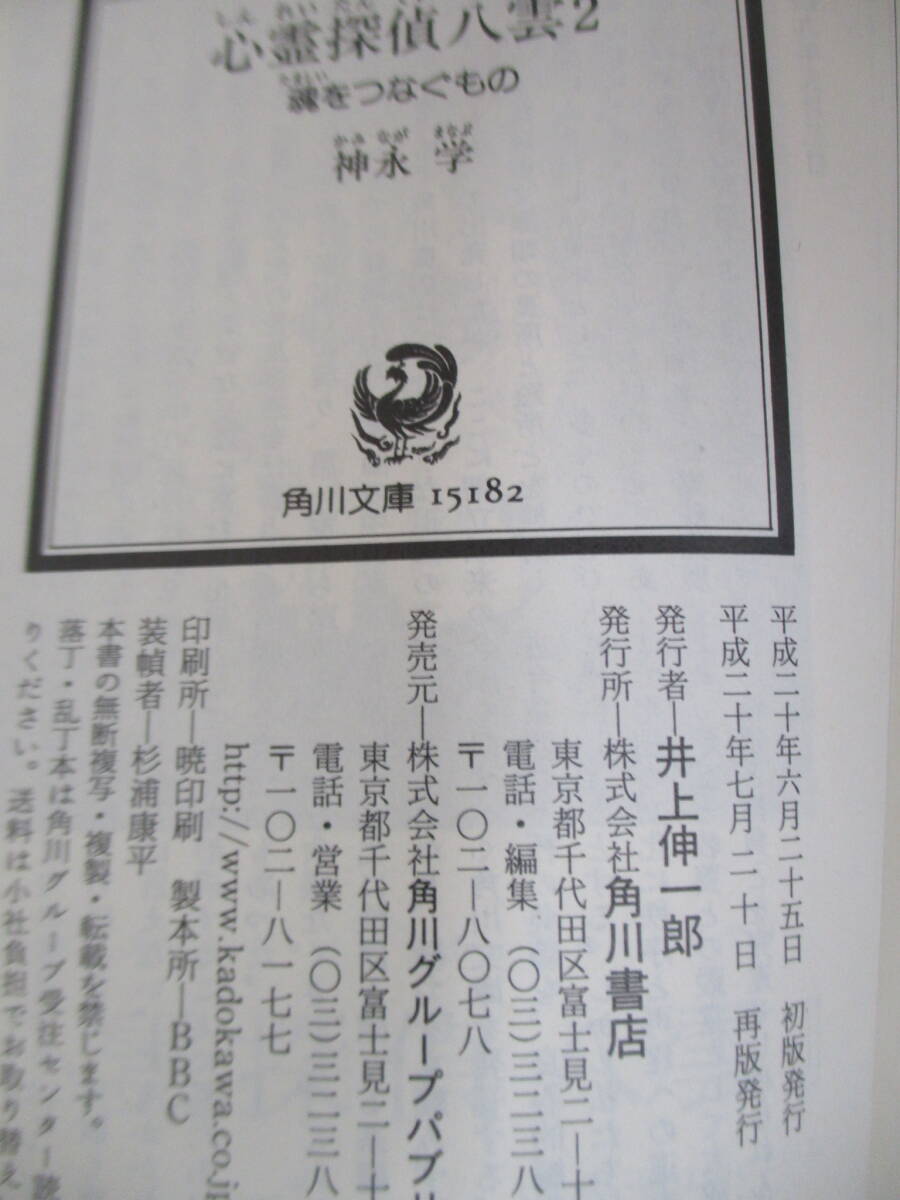 心霊探偵八雲2
魂をつなぐもの
かみ なが まなぶ
神永 学
角川文庫 15182
平成二十年六月二十五日 初版発行
平成二十年七月二十日 再版発行
発行者―井上伸一郎
発行所―株式会社角川書店
東京都千代田区富士見二―十
電話・編集 (〇三)三二三八
〒一〇二―八〇七八
発売元―株式会社角川グループパブリ
東京都千代田区富士見二―十
電話・営業 (〇三)三二三八
〒一〇二―八一七七
http://www.kadokawa.co.jp
印刷所―暁印刷 製本所―BBC
装幀者―杉浦康平
本書の無断複写・複製・転載を禁じます。
落丁・乱丁本は角川グループ受注センター読
りください。送料は小社負担でお取り替え